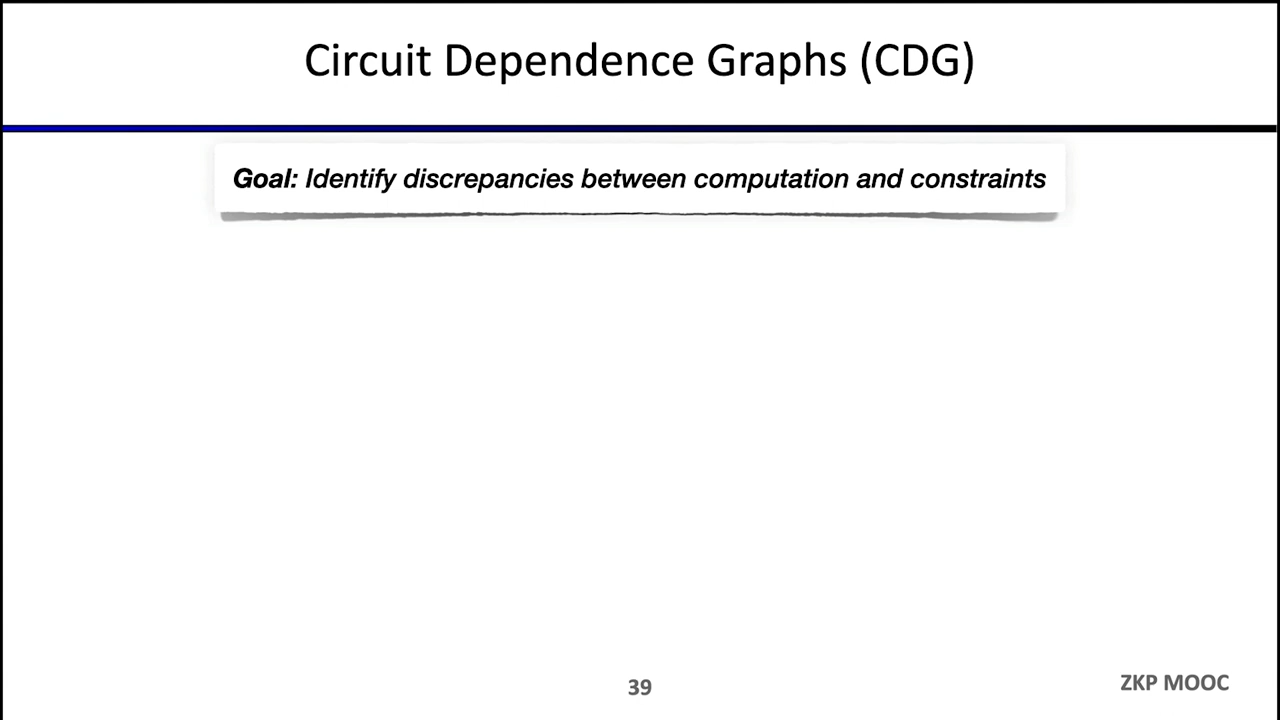 Circuit Dependence Graphs (CDG)
Goal: Identify discrepancies between computation and constraints
39
ZKP MOOC